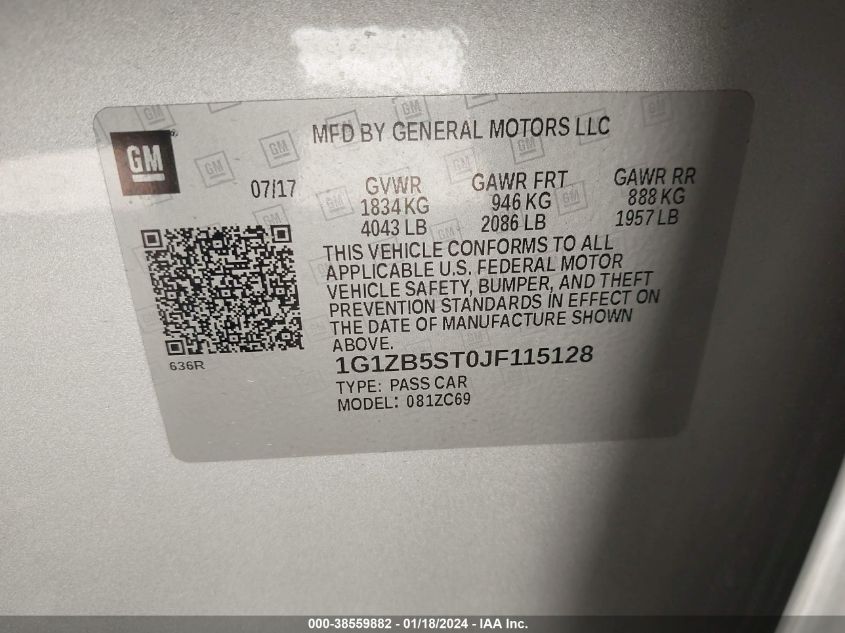 GM
MFD BY GENERAL MOTORS LLC
07/17
GVWR
1834 KG
4043 LB
GAWR FRT
946 KG
2086 LB
GAWR RR
888 KG
1957 LB
THIS VEHICLE CONFORMS TO ALL
APPLICABLE U.S. FEDERAL MOTOR
VEHICLE SAFETY, BUMPER, AND THEFT
PREVENTION STANDARDS IN EFFECT ON
THE DATE OF MANUFACTURE SHOWN
ABOVE.
636R
1G1ZB5ST0JF115128
TYPE: PASS CAR
MODEL: 081ZC69
000-38559882 - 01/18/2024 - IAA Inc.